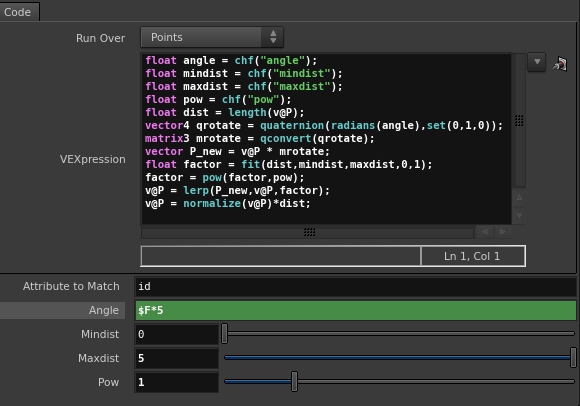 Code
Run Over Points
VEXpression
float angle = chf("angle");
float mindist = chf("mindist");
float maxdist = chf("maxdist");
float pow = chf("pow");
float dist = length(v@P);
vector4 qrotate = quaternion(radians(angle),set(0,1,0));
matrix3 mrotate = qconvert(qrotate);
vector P_new = v@P * mrotate;
float factor = fit(dist,mindist,maxdist,0,1);
factor = pow(factor,pow);
v@P = lerp(P_new,v@P,factor);
v@P = normalize(v@P)*dist;
Ln 1, Col 1
Attribute to Match id
Angle $F*5
Mindist 0
Maxdist 5
Pow 1